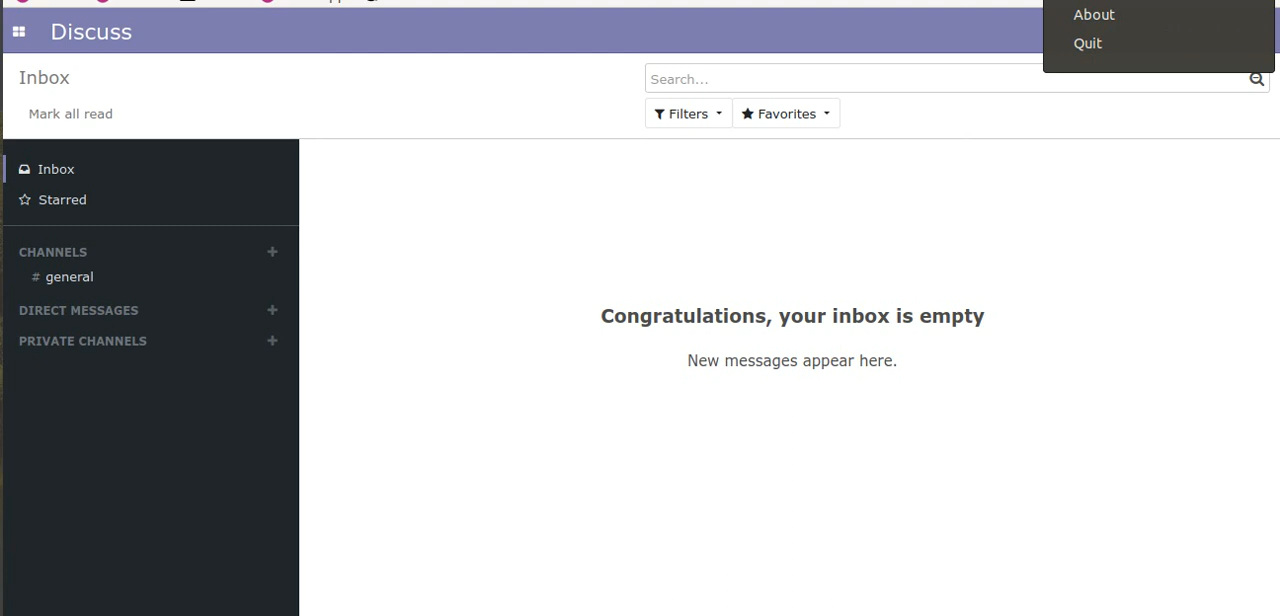 About
Discuss
Quit
Inbox
Search...
Mark all read
Filters
Favorites
Inbox
Starred
CHANNELS +
# general
DIRECT MESSAGES +
PRIVATE CHANNELS +
Congratulations, your inbox is empty
New messages appear here.